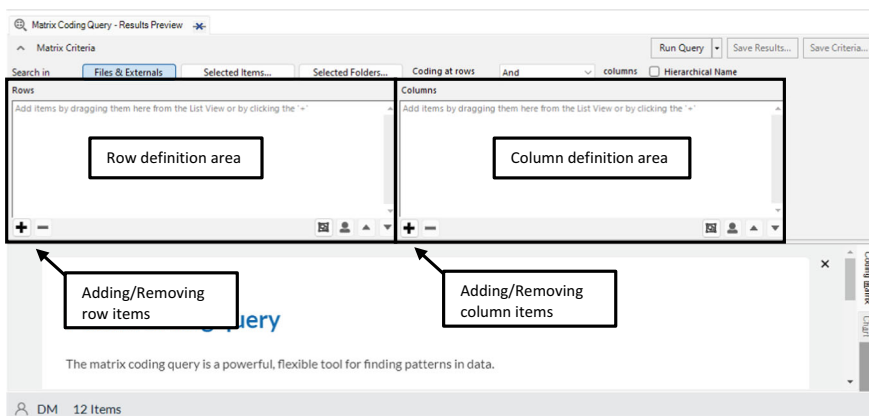 Matrix Coding Query - Results Preview
Matrix Criteria
Run Query
Save Results...
Save Criteria...
Search in
Files & Externals
Selected Items...
Selected Folders...
Coding at rows
And
columns
Hierarchical Name
Rows
Columns
Add items by dragging them here from the List View or by clicking the '+'
Add items by dragging them here from the List View or by clicking the '+'
Row definition area
Column definition area
Adding/Removing
row items
Adding/Removing
column items
The matrix coding query is a powerful, flexible tool for finding patterns in data.
Chart
DM 12 Items